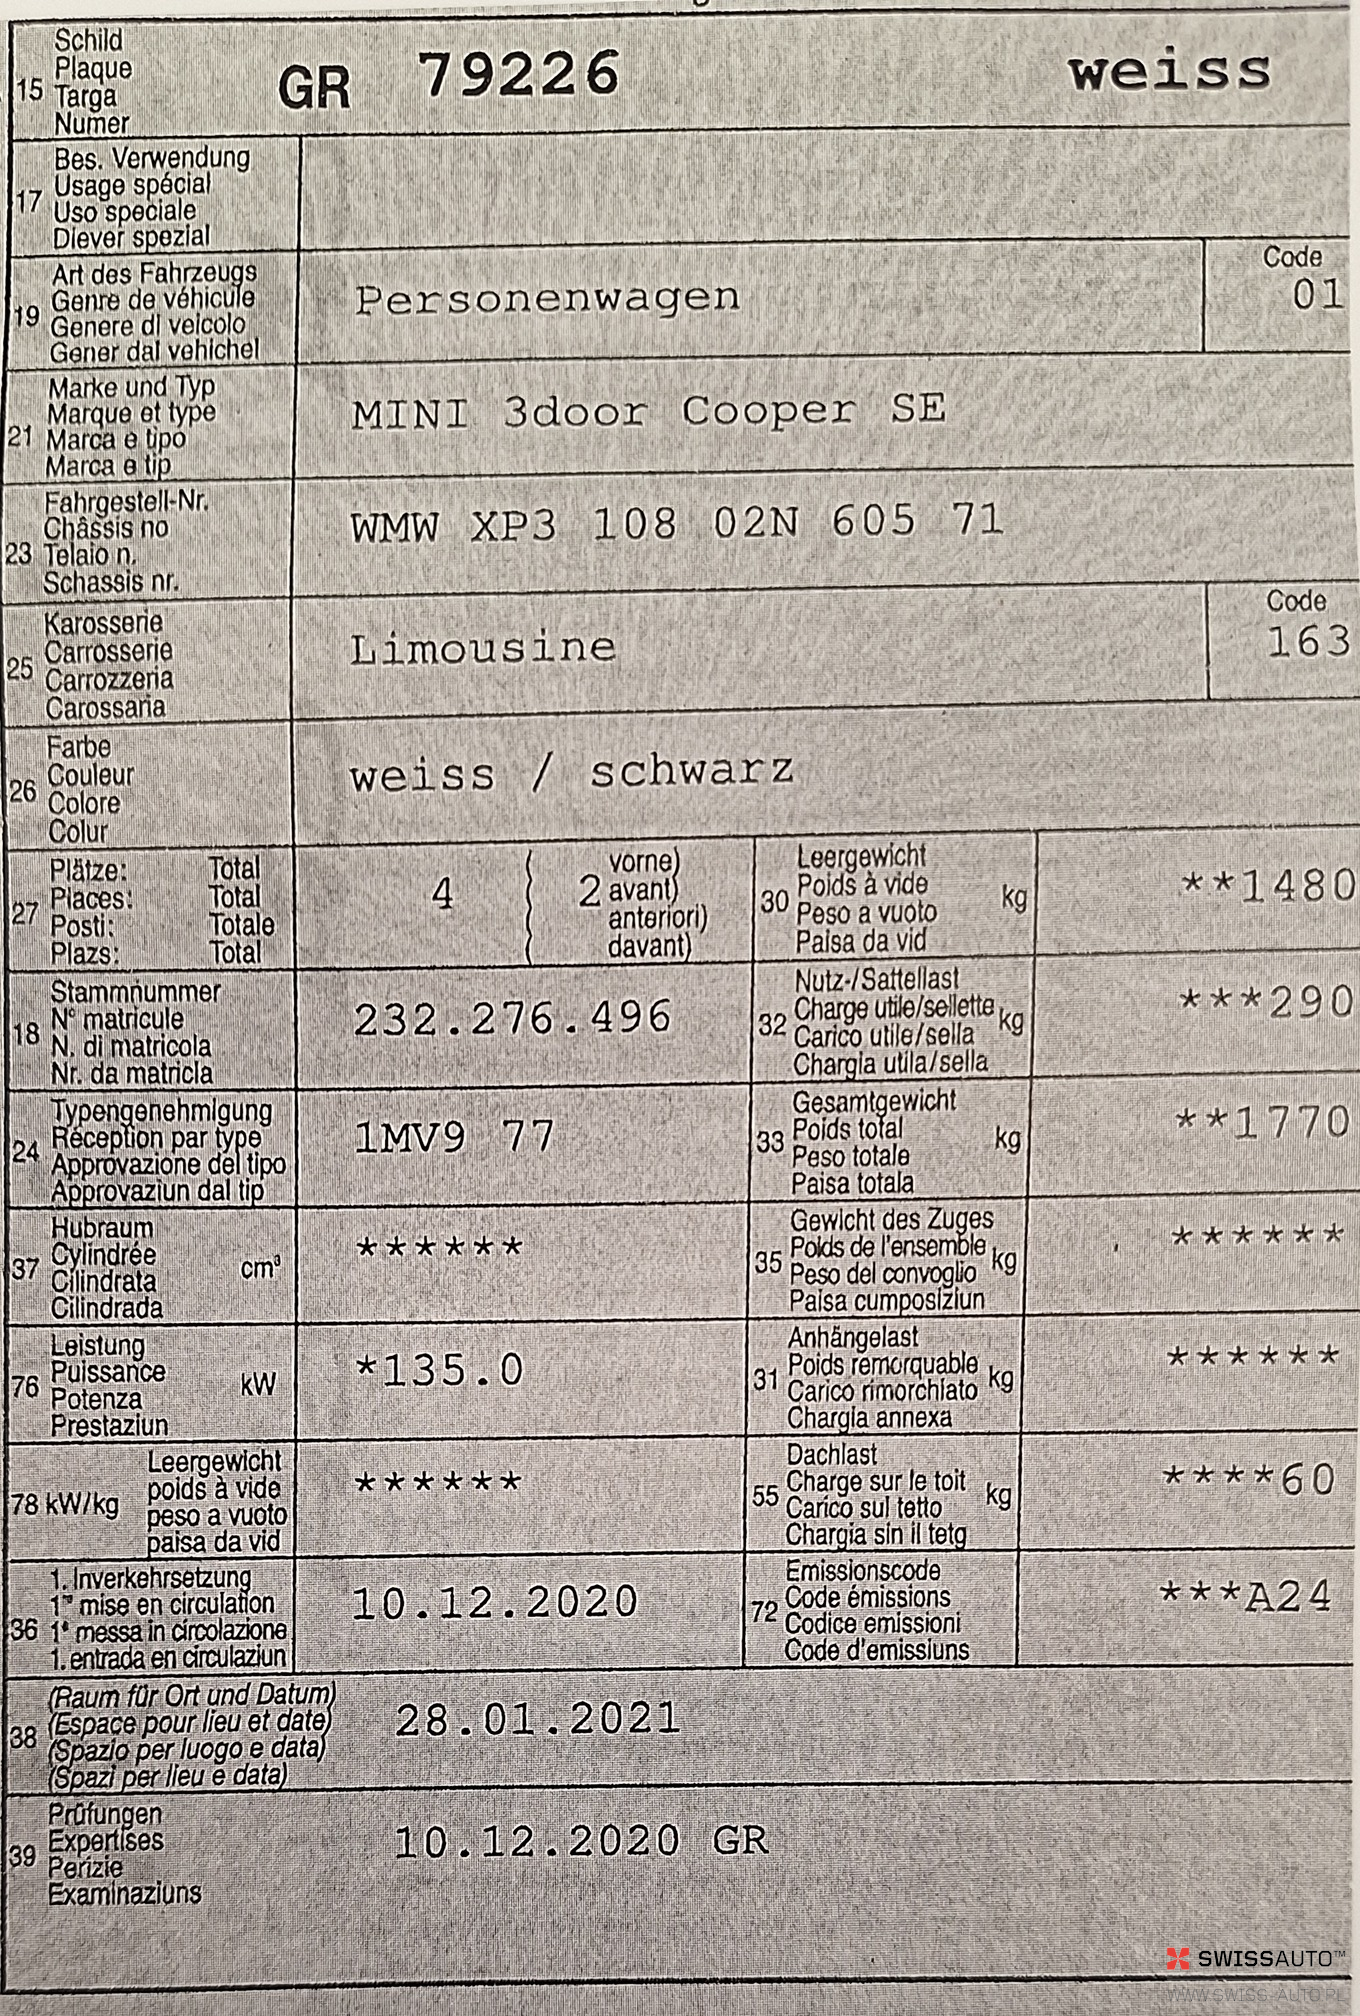 15 Schild
Plaque
Targa
Numer
GR 79226 weiss
17 Bes. Verwendung
Usage spécial
Uso speciale
Diever spezial
19 Art des Fahrzeugs
Genre de véhicule
Genere di veicolo
Gener dal vehichel
Personenwagen
Code
01
21 Marke und Typ
Marque et type
Marca e tipo
Marca e tip
MINI 3door Cooper SE
23 Fahrgestell-Nr.
Châssis no
Telaio n.
Schassis nr.
WMW XP3 108 02N 605 71
25 Karosserie
Carrosserie
Carrozzeria
Carossaria
Limousine
Code
163
26 Farbe
Couleur
Colore
Colur
weiss / schwarz
27 Plätze: Total
Places: Total
Posti: Totale
Plazs: Total
4 2 vorne)
avant)
anteriori)
davant)
30 Leergewicht
Poids à vide kg
Peso a vuoto
Paisa da vid
**1480
18 Stammnummer
N° matricule
N. di matricola
Nr. da matricla
232.276.496
32 Nutz-/Sattellast
Charge utile/sellette kg
Carico utile/sella
Chargia utila/sella
***290
24 Typengenehmigung
Réception par type
Approvazione del tipo
Approvaziun dal tip
1MV9 77
33 Gesamtgewicht
Poids total kg
Peso totale
Paisa totala
**1770
37 Hubraum
Cylindrée cm³
Cilindrata
Cilindrada
******
35 Gewicht des Zuges
Poids de l'ensemble kg
Peso del convoglio
Paisa cumposiziun
******
76 Leistung
Puissance kW
Potenza
Prestaziun
*135.0
31 Anhängelast
Poids remorquable kg
Carico rimorchiato
Chargia annexa
******
78 kW/kg Leergewicht
poids à vide
peso a vuoto
paisa da vid
******
55 Dachlast
Charge sur le toit kg
Carico sul tetto
Chargia sin il tetg
****60
36 1. Inverkehrsetzung
1re mise en circulation
1a messa in circolazione
1. entrada en circulaziun
10.12.2020
72 Emissionscode
Code émissions
Codice emissioni
Code d'emissiuns
***A24
38 (Raum für Ort und Datum)
(Espace pour lieu et date)
(Spazio per luogo e data)
(Spazi per lieu e data)
28.01.2021
39 Prüfungen
Expertises
Perizie
Examinaziuns
10.12.2020 GR
SWISSAUTO™
WWW.SWISS-AUTO.PL